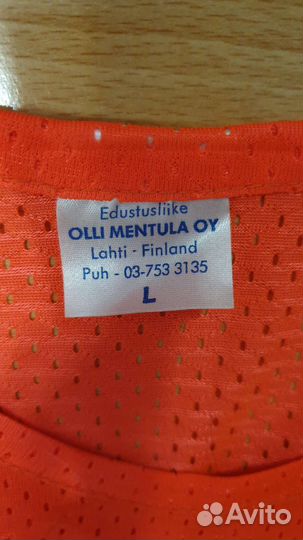 Edustusliike
OLLI MENTULA OY
Lahti - Finland
Puh - 03-753 3135
L
Avito